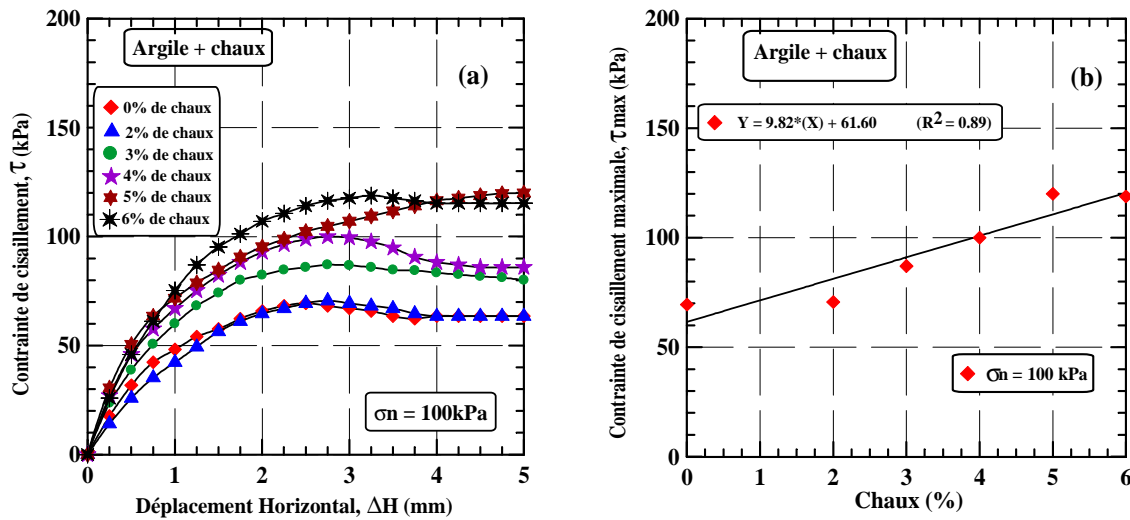 Argile + chaux
(a)
0% de chaux
2% de chaux
3% de chaux
4% de chaux
5% de chaux
6% de chaux
σn = 100kPa
200
150
100
50
0
0 1 2 3 4 5
Contrainte de cisaillement, τ (kPa)
Déplacement Horizontal, ΔH (mm)
Argile + chaux
(b)
Y = 9.82*(X) + 61.60 (R2 = 0.89)
σn = 100 kPa
200
150
100
50
0
0 1 2 3 4 5 6
Contrainte de cisaillement maximale, τmax (kPa)
Chaux (%)